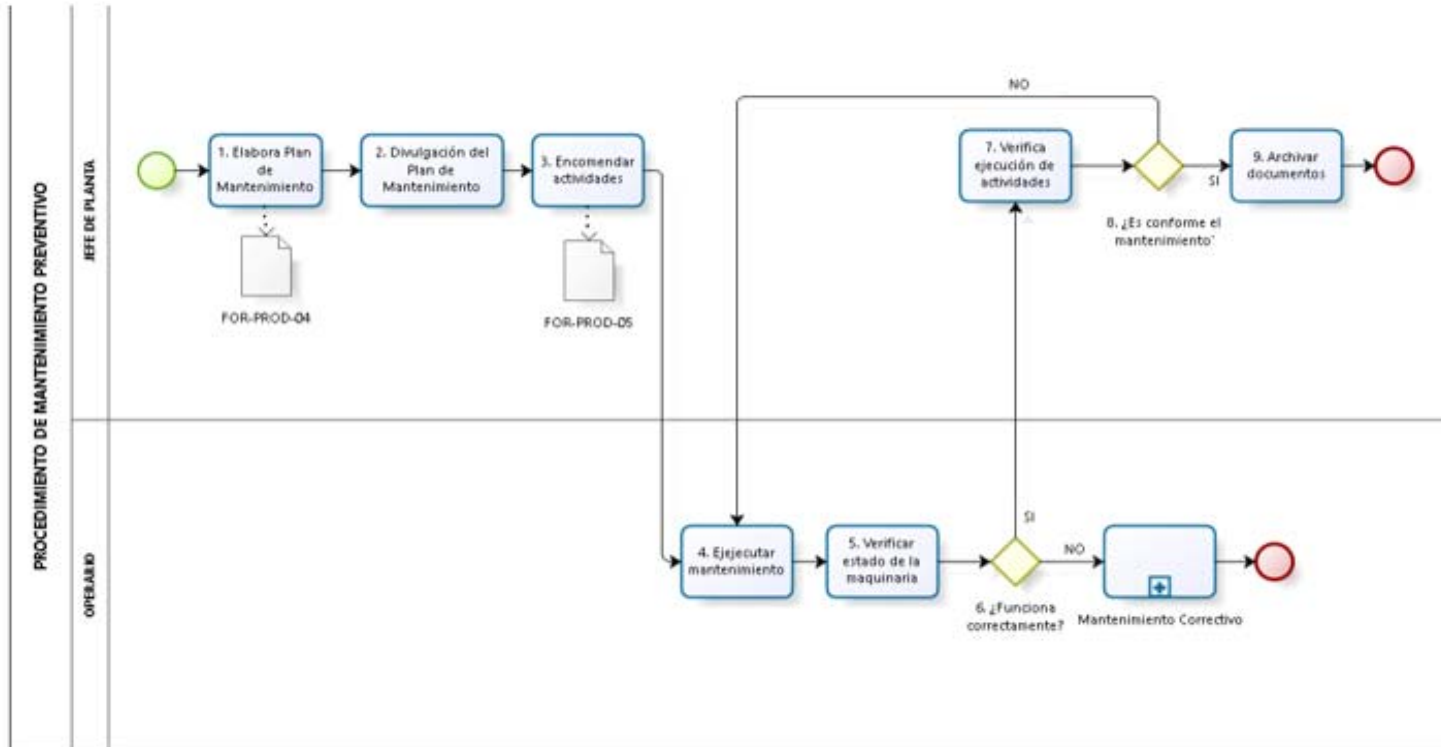 PROCEDIMIENTO DE MANTENIMIENTO PREVENTIVO
JEFE DE PLANTA
1. Elabora Plan
de
Mantenimiento
FOR-PROD-04
2. Divulgación del
Plan de
Mantenimiento
3. Encomendar
actividades
FOR-PROD-05
NO
7. Verifica
ejecución de
actividades
8. ¿Es conforme el
mantenimiento`
SI
9. Archivar
documentos
OPERARIO
4. Ejejecutar
mantenimiento
5. Verificar
estado de la
maquinaria
SI
6. ¿Funciona
correctamente?
NO
Mantenimiento Correctivo